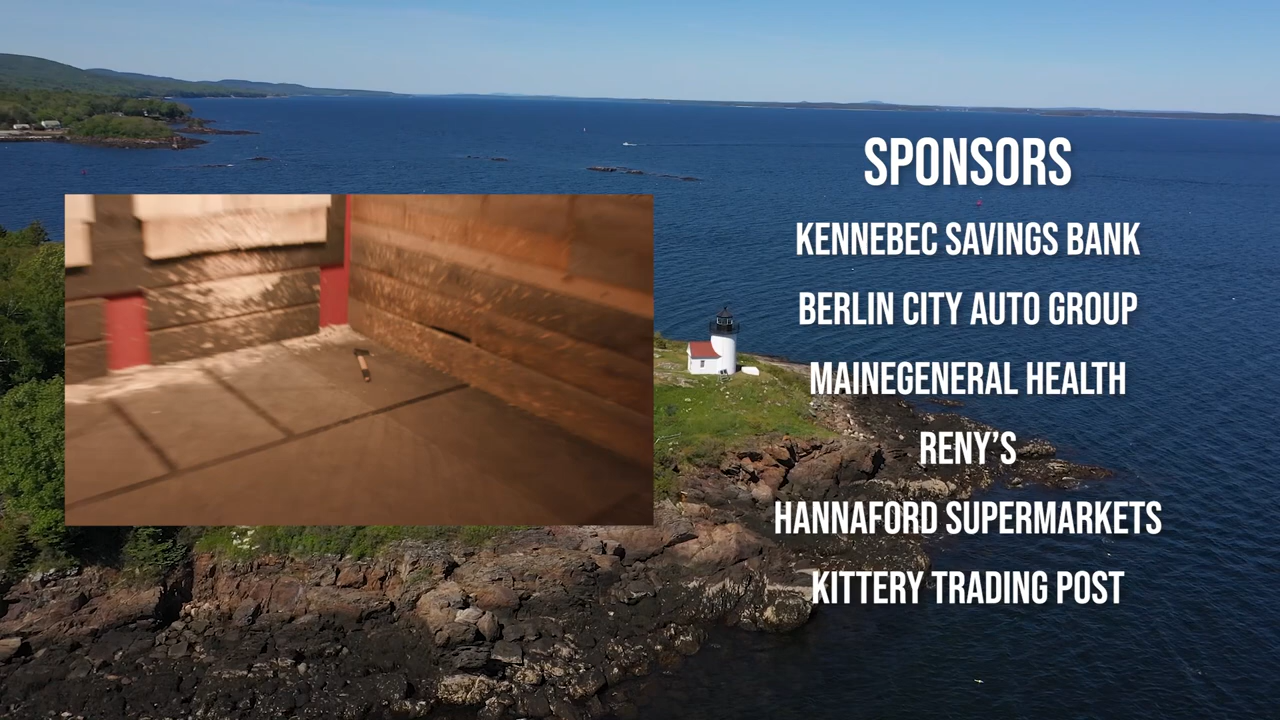 SPONSORS
KENNEBEC SAVINGS BANK
BERLIN CITY AUTO GROUP
MAINEGENERAL HEALTH
RENY'S
HANNAFORD SUPERMARKETS
KITTERY TRADING POST